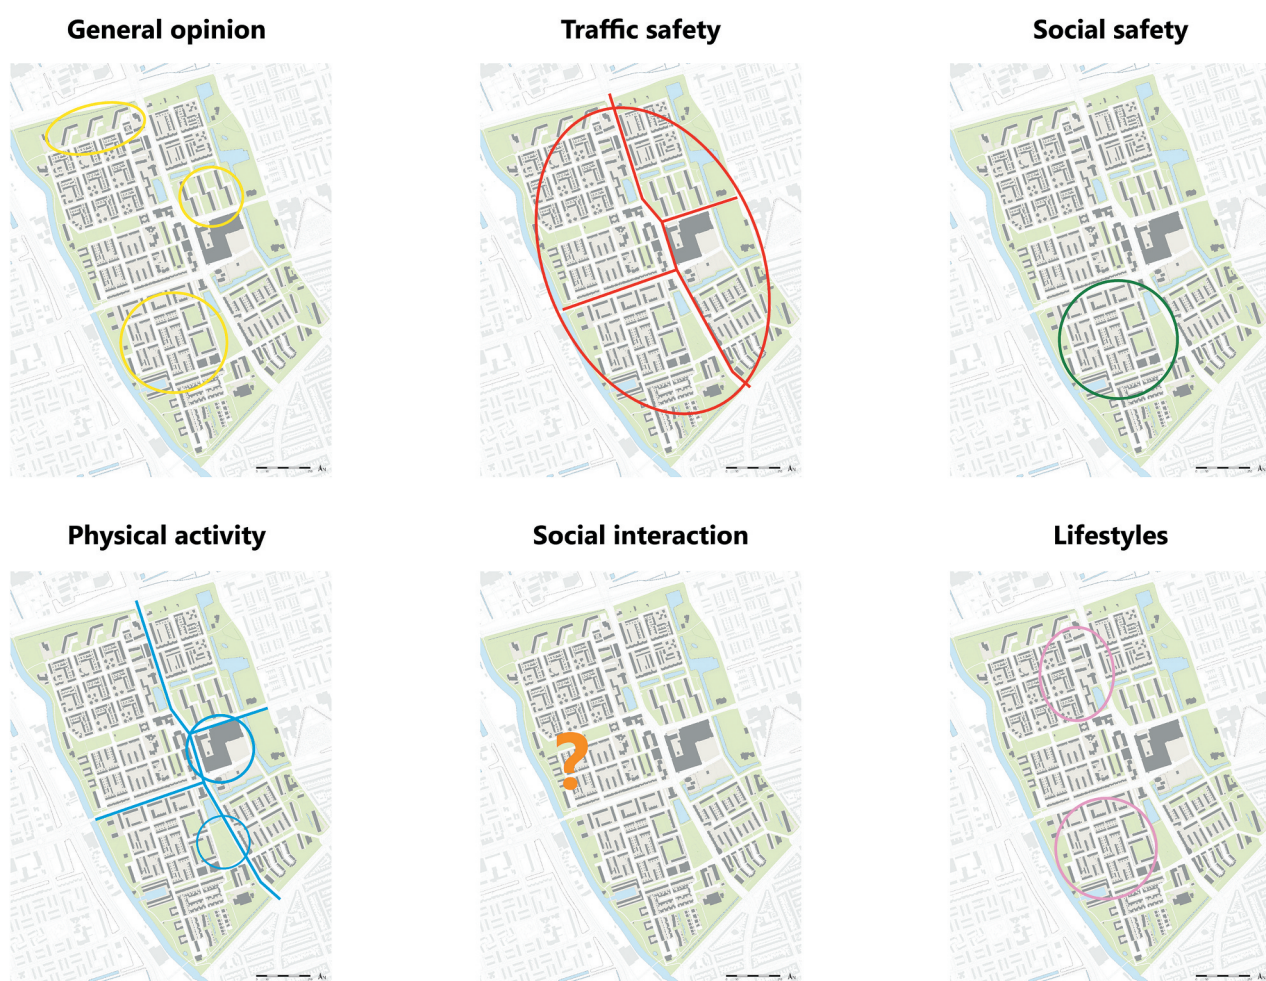 General opinion
Traffic safety
Social safety
Physical activity
Social interaction
Lifestyles
?